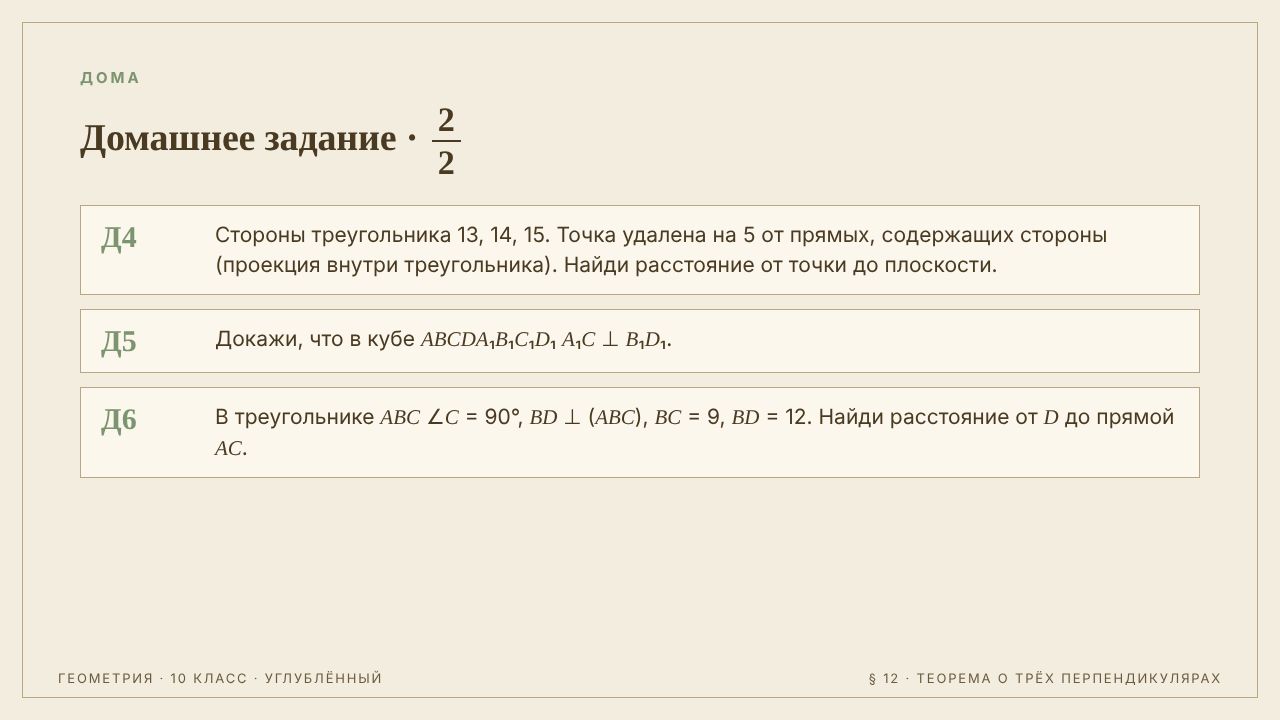 ДОМА
Домашнее задание · 2/2
Д4
Стороны треугольника 13, 14, 15. Точка удалена на 5 от прямых, содержащих стороны
(проекция внутри треугольника). Найди расстояние от точки до плоскости.
Д5
Докажи, что в кубе ABCDA₁B₁C₁D₁ A₁C ⊥ B₁D₁.
Д6
В треугольнике ABC ∠C = 90°, BD ⊥ (ABC), BC = 9, BD = 12. Найди расстояние от D до прямой
AC.
ГЕОМЕТРИЯ · 10 КЛАСС · УГЛУБЛЁННЫЙ
§ 12 · ТЕОРЕМА О ТРЁХ ПЕРПЕНДИКУЛЯРАХ